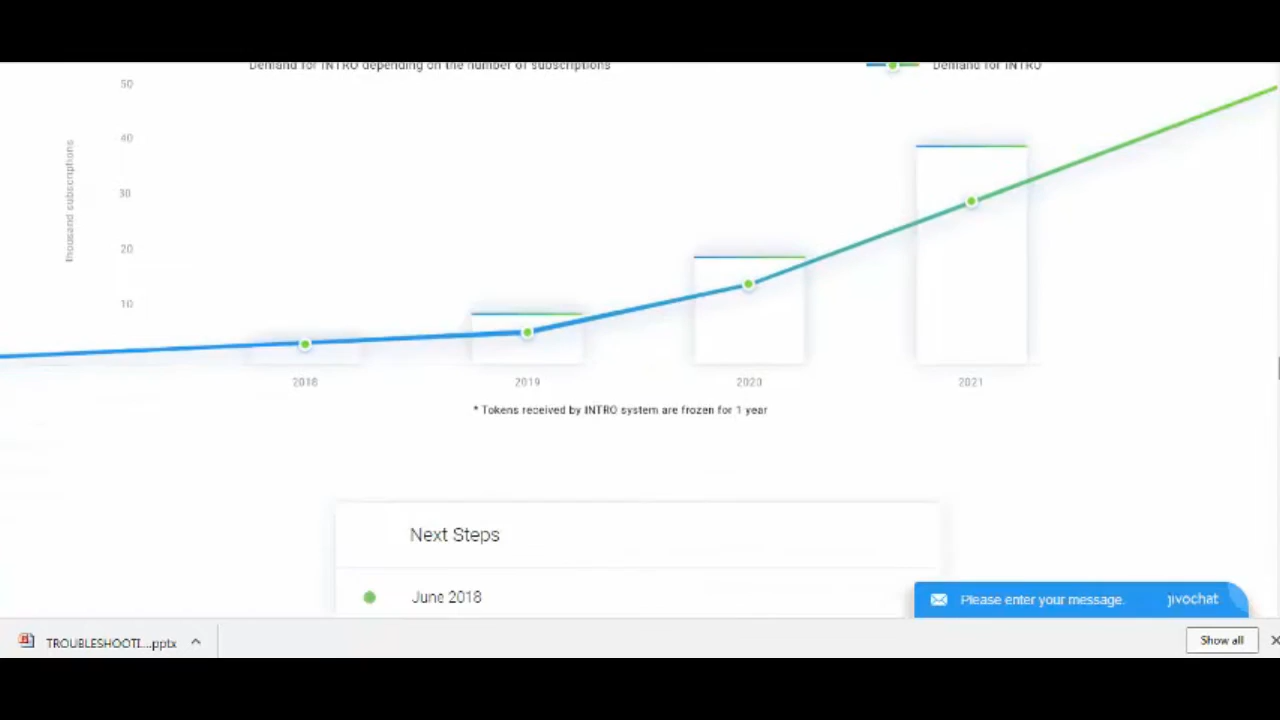 Demand for INTRO depending on the number of subscriptions
Demand for INTRO
50
40
30
20
10
thousand subscriptions
2018
2019
2020
2021
* Tokens received by INTRO system are frozen for 1 year
Next Steps
June 2018
Please enter your message.
jivochat
TROUBLESHOOTI...pptx
Show all